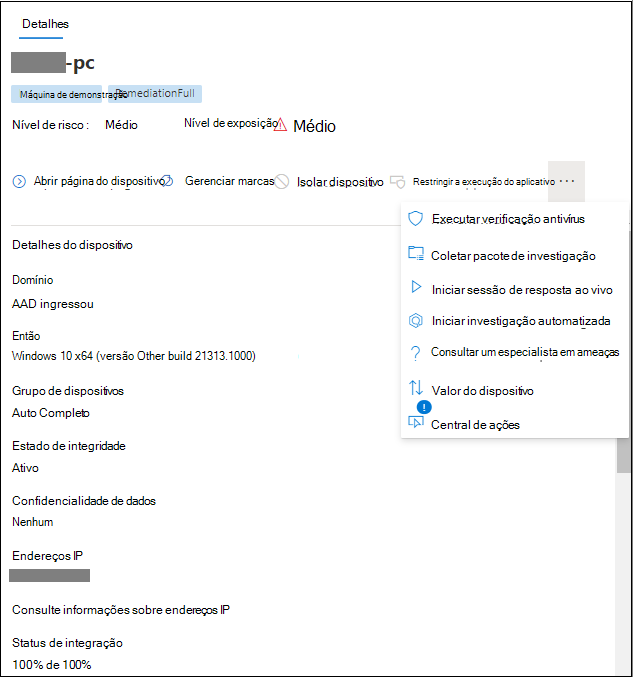 Detalhes
-pc
Máquina de demonstração RemediationFull
Nível de risco : Médio Nível de exposição Médio
Abrir página do dispositivo Gerenciar marcas Isolar dispositivo Restringir a execução do aplicativo ...
Executar verificação antivírus
Coletar pacote de investigação
Iniciar sessão de resposta ao vivo
Iniciar investigação automatizada
Consultar um especialista em ameaças
Valor do dispositivo
Central de ações
Detalhes do dispositivo
Domínio
AAD ingressou
Então
Windows 10 x64 (versão Other build 21313.1000)
Grupo de dispositivos
Auto Completo
Estado de integridade
Ativo
Confidencialidade de dados
Nenhum
Endereços IP
Consulte informações sobre endereços IP
Status de integração
100% de 100%